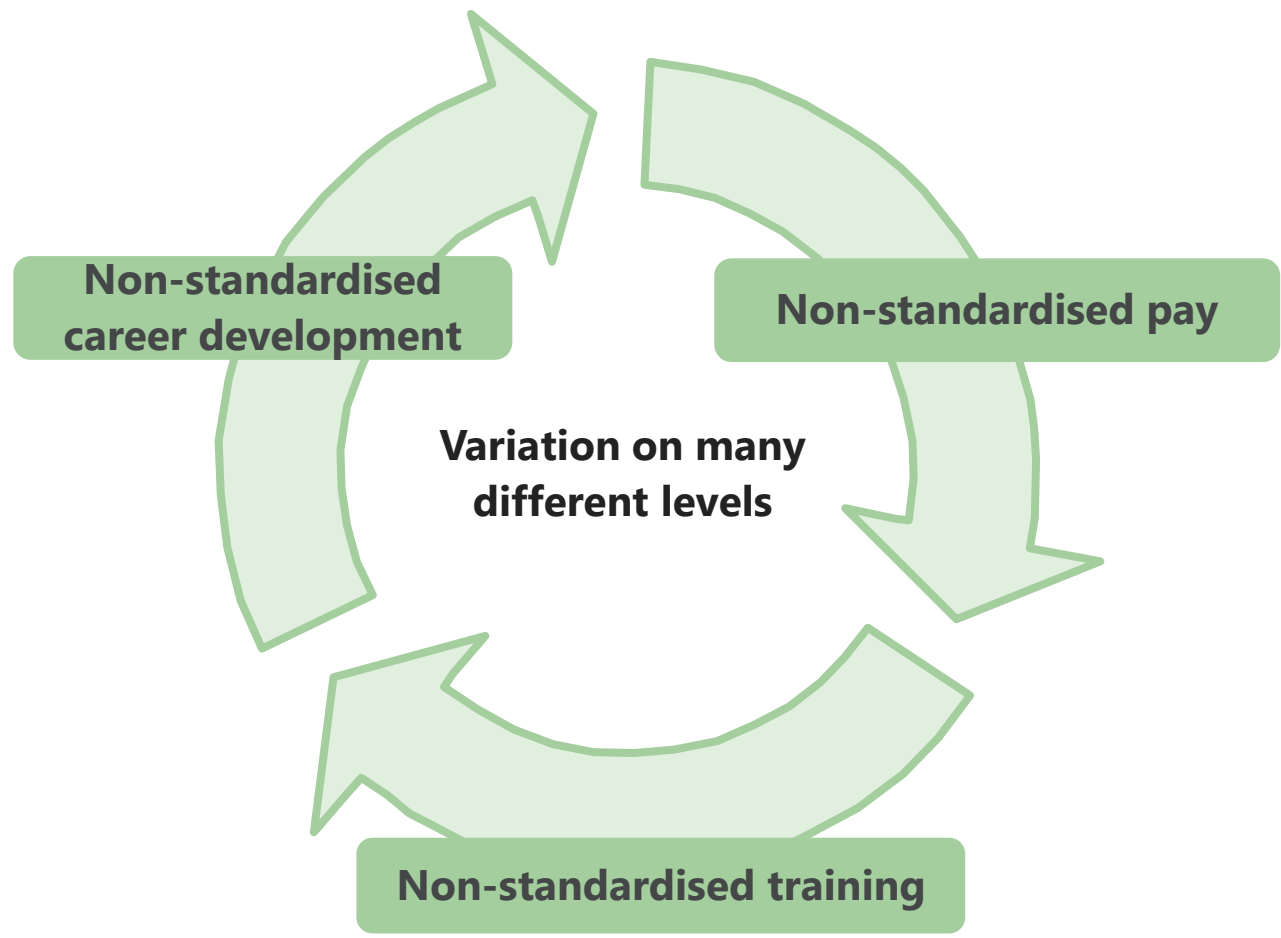 Non-standardised
career development
Non-standardised pay
Variation on many
different levels
Non-standardised training